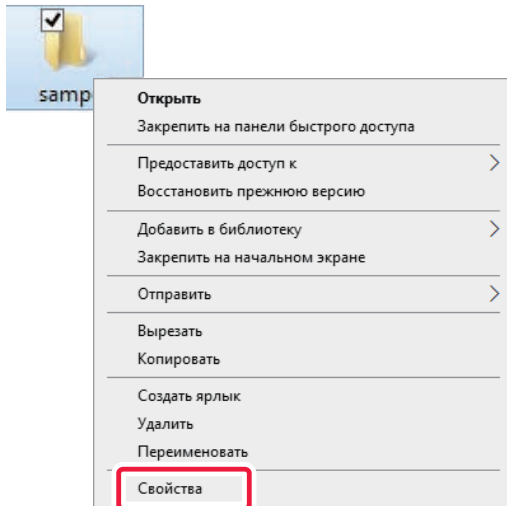 samp
Открыть
Закрепить на панели быстрого доступа
Предоставить доступ к
Восстановить прежнюю версию
Добавить в библиотеку
Закрепить на начальном экране
Отправить
Вырезать
Копировать
Создать ярлык
Удалить
Переименовать
Свойства